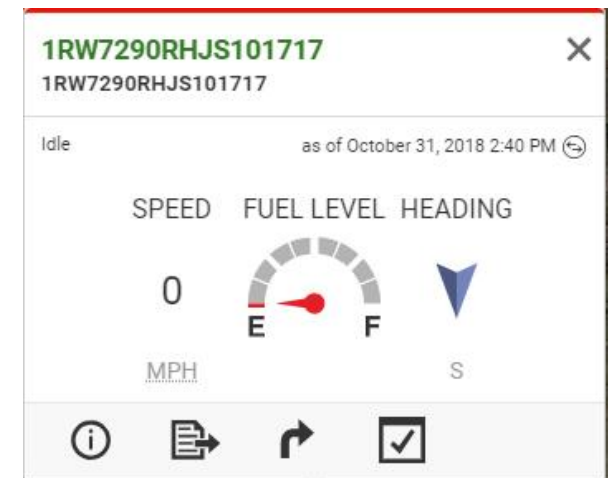 1RW7290RHJS101717
1RW7290RHJS101717
Idle as of October 31, 2018 2:40 PM
SPEED FUEL LEVEL HEADING
0
E F
MPH S